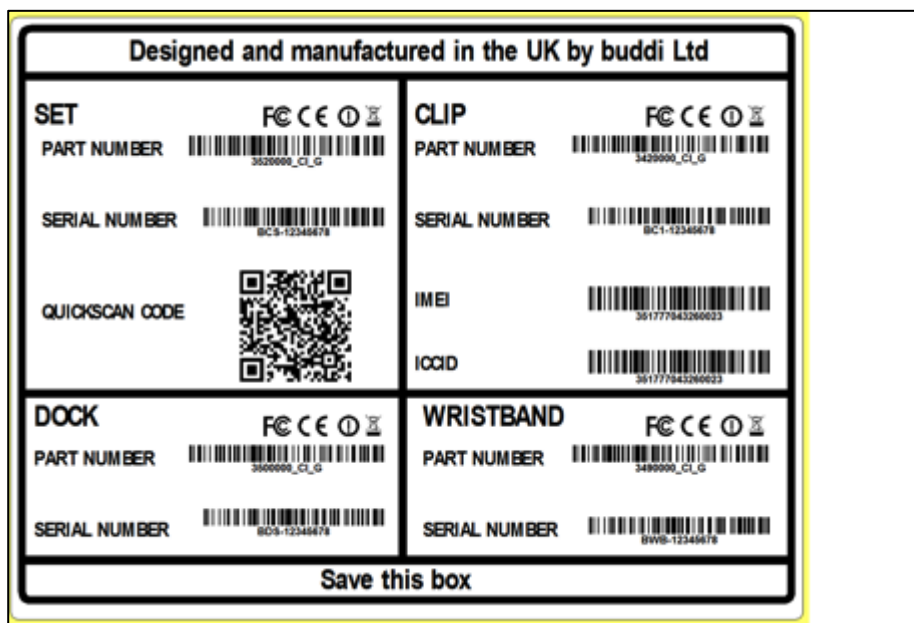 Designed and manufactured in the UK by buddi Ltd
SET
PART NUMBER
3520000_CI_G
SERIAL NUMBER
BCS-12345678
QUICKSCAN CODE
CLIP
PART NUMBER
3420000_CI_G
SERIAL NUMBER
BC1-12345678
IMEI
351777043260023
ICCID
351777043260023
DOCK
PART NUMBER
3500000_CI_G
SERIAL NUMBER
BDS-12345678
WRISTBAND
PART NUMBER
3490000_CI_G
SERIAL NUMBER
BWB-12345678
Save this box